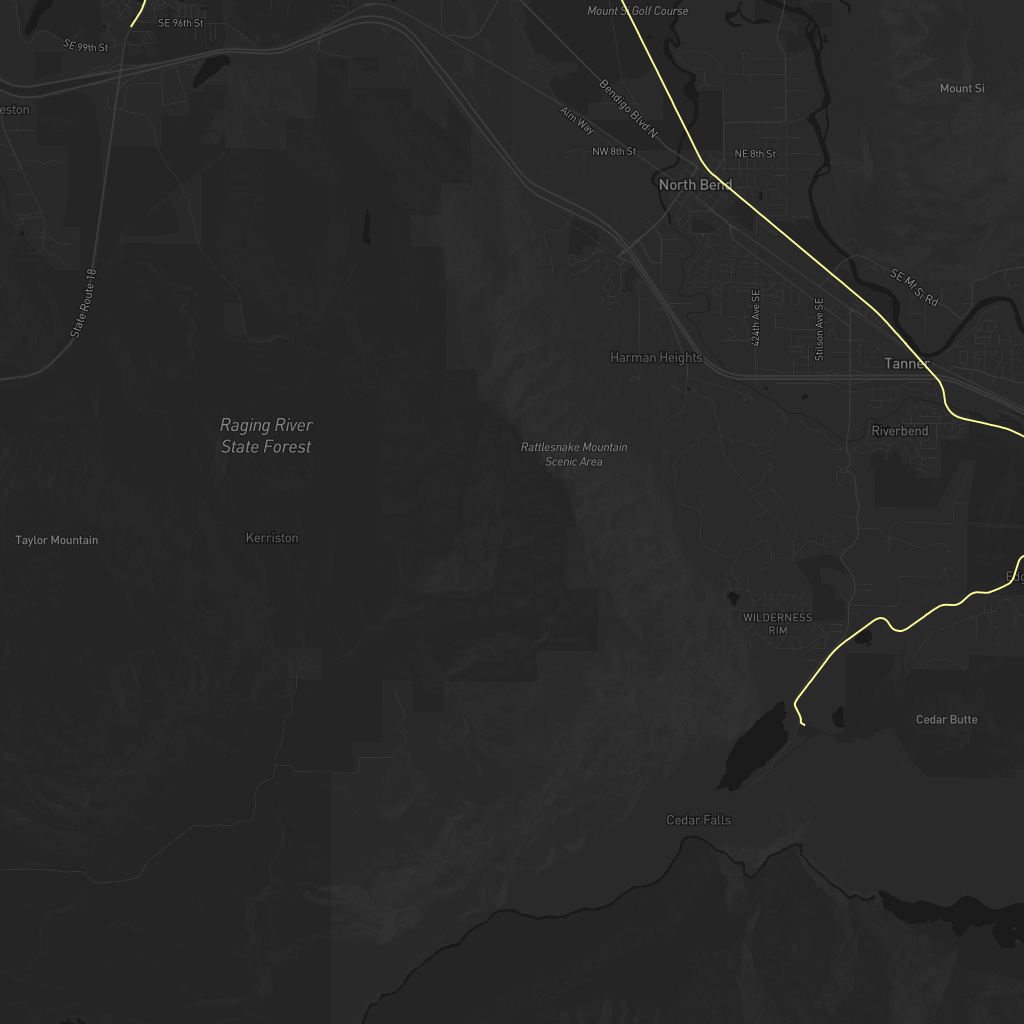 Mount Si Golf Course
SE 96th St
SE 99th St
eston
Mount Si
Bendigo Blvd N
Alm Way
NW 8th St
NE 8th St
North Bend
State Route 18
SE Mt Si Rd
424th Ave SE
Stilson Ave SE
Harman Heights
Tanner
Raging River
State Forest
Riverbend
Rattlesnake Mountain
Scenic Area
Taylor Mountain
Kerriston
Edg
WILDERNESS
RIM
Cedar Butte
Cedar Falls